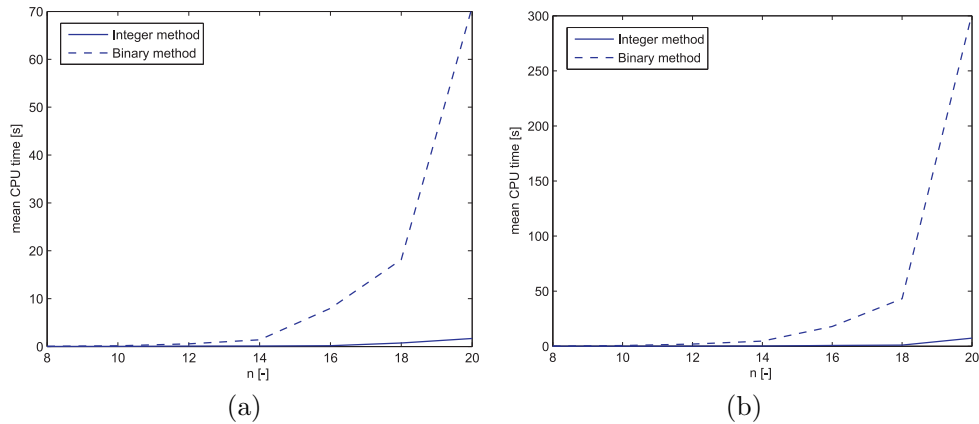 70
60
50
40
30
20
10
0
mean CPU time [s]
Integer method
Binary method
8 10 12 14 16 18 20
n [-]
(a)
300
250
200
150
100
50
0
mean CPU time [s]
Integer method
Binary method
8 10 12 14 16 18 20
n [-]
(b)